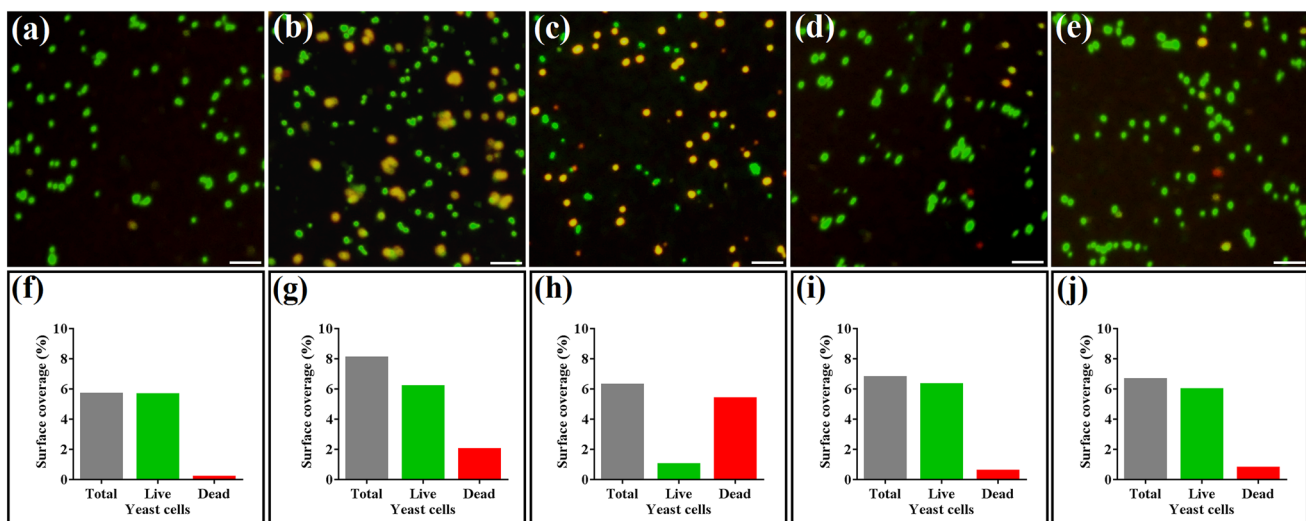 (a) (b) (c) (d) (e)
(f) (g) (h) (i) (j)
10
8
6
4
2
0
Surface coverage (%)
Total Live Dead
Yeast cells
10
8
6
4
2
0
Surface coverage (%)
Total Live Dead
Yeast cells
10
8
6
4
2
0
Surface coverage (%)
Total Live Dead
Yeast cells
10
8
6
4
2
0
Surface coverage (%)
Total Live Dead
Yeast cells
10
8
6
4
2
0
Surface coverage (%)
Total Live Dead
Yeast cells